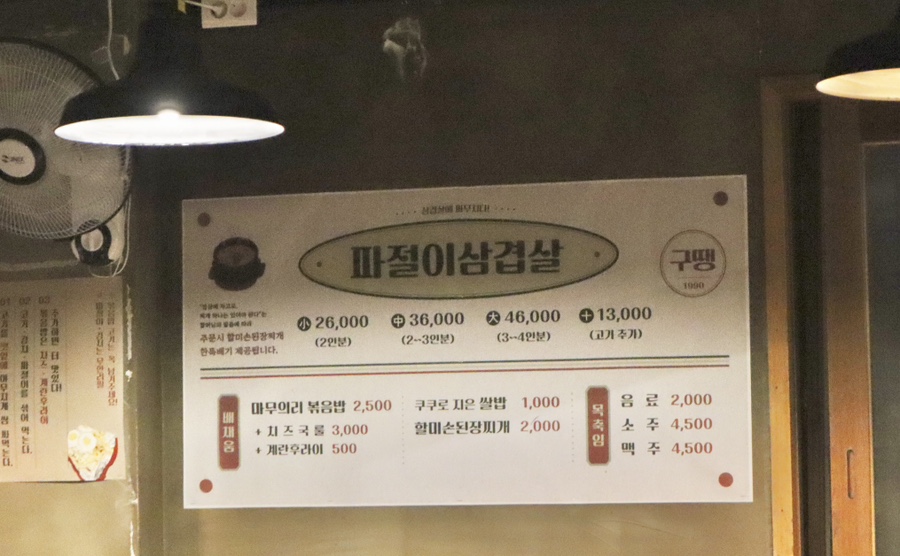 파절이삼겹살
구땡
1990
小 26,000
(2인분)
中 36,000
(2~3인분)
大 46,000
(3~4인분)
+ 13,000
(고기 추가)
주문시 할미손된장찌개
한뚝배기 제공됩니다.
배채움
마무의리 볶음밥 2,500
+ 치즈국룰 3,000
+ 계란후라이 500
쿠쿠로 지은 쌀밥 1,000
할미손된장찌개 2,000
목축임
음 료 2,000
소 주 4,500
맥 주 4,500
01
02
03